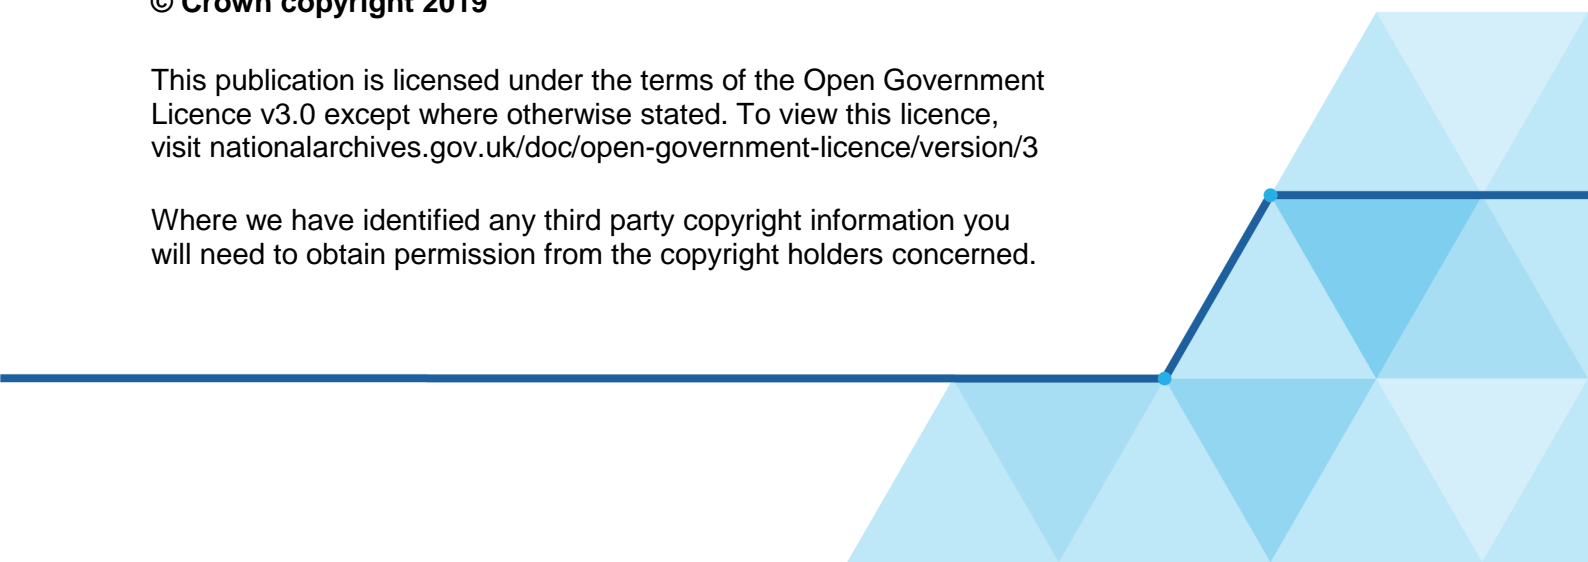 © Crown copyright 2019
This publication is licensed under the terms of the Open Government
Licence v3.0 except where otherwise stated. To view this licence,
visit nationalarchives.gov.uk/doc/open-government-licence/version/3
Where we have identified any third party copyright information you
will need to obtain permission from the copyright holders concerned.